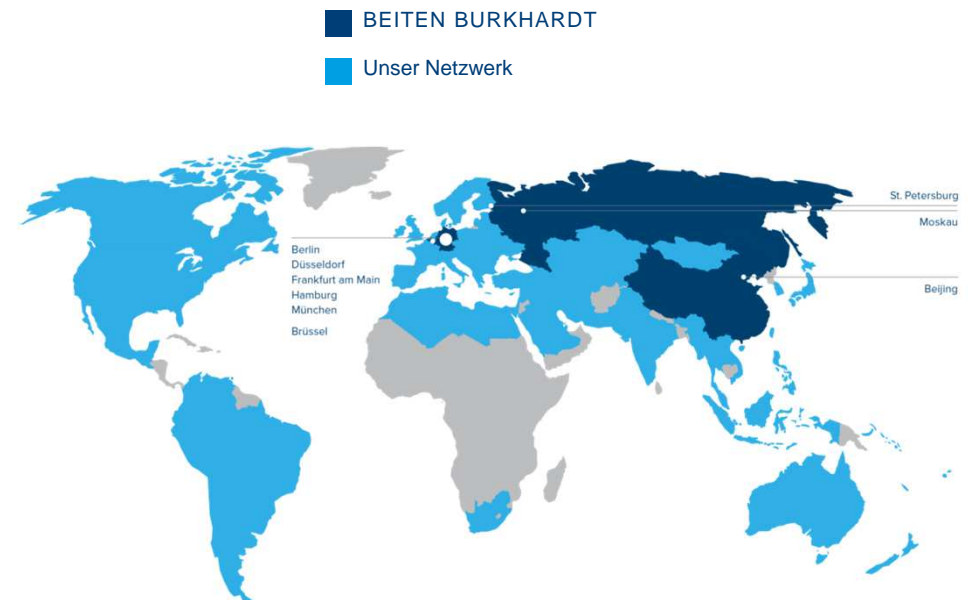 BEITEN BURKHARDT
Unser Netzwerk
St. Petersburg
Moskau
Berlin
Düsseldorf
Frankfurt am Main
Hamburg
München
Brüssel
Beijing